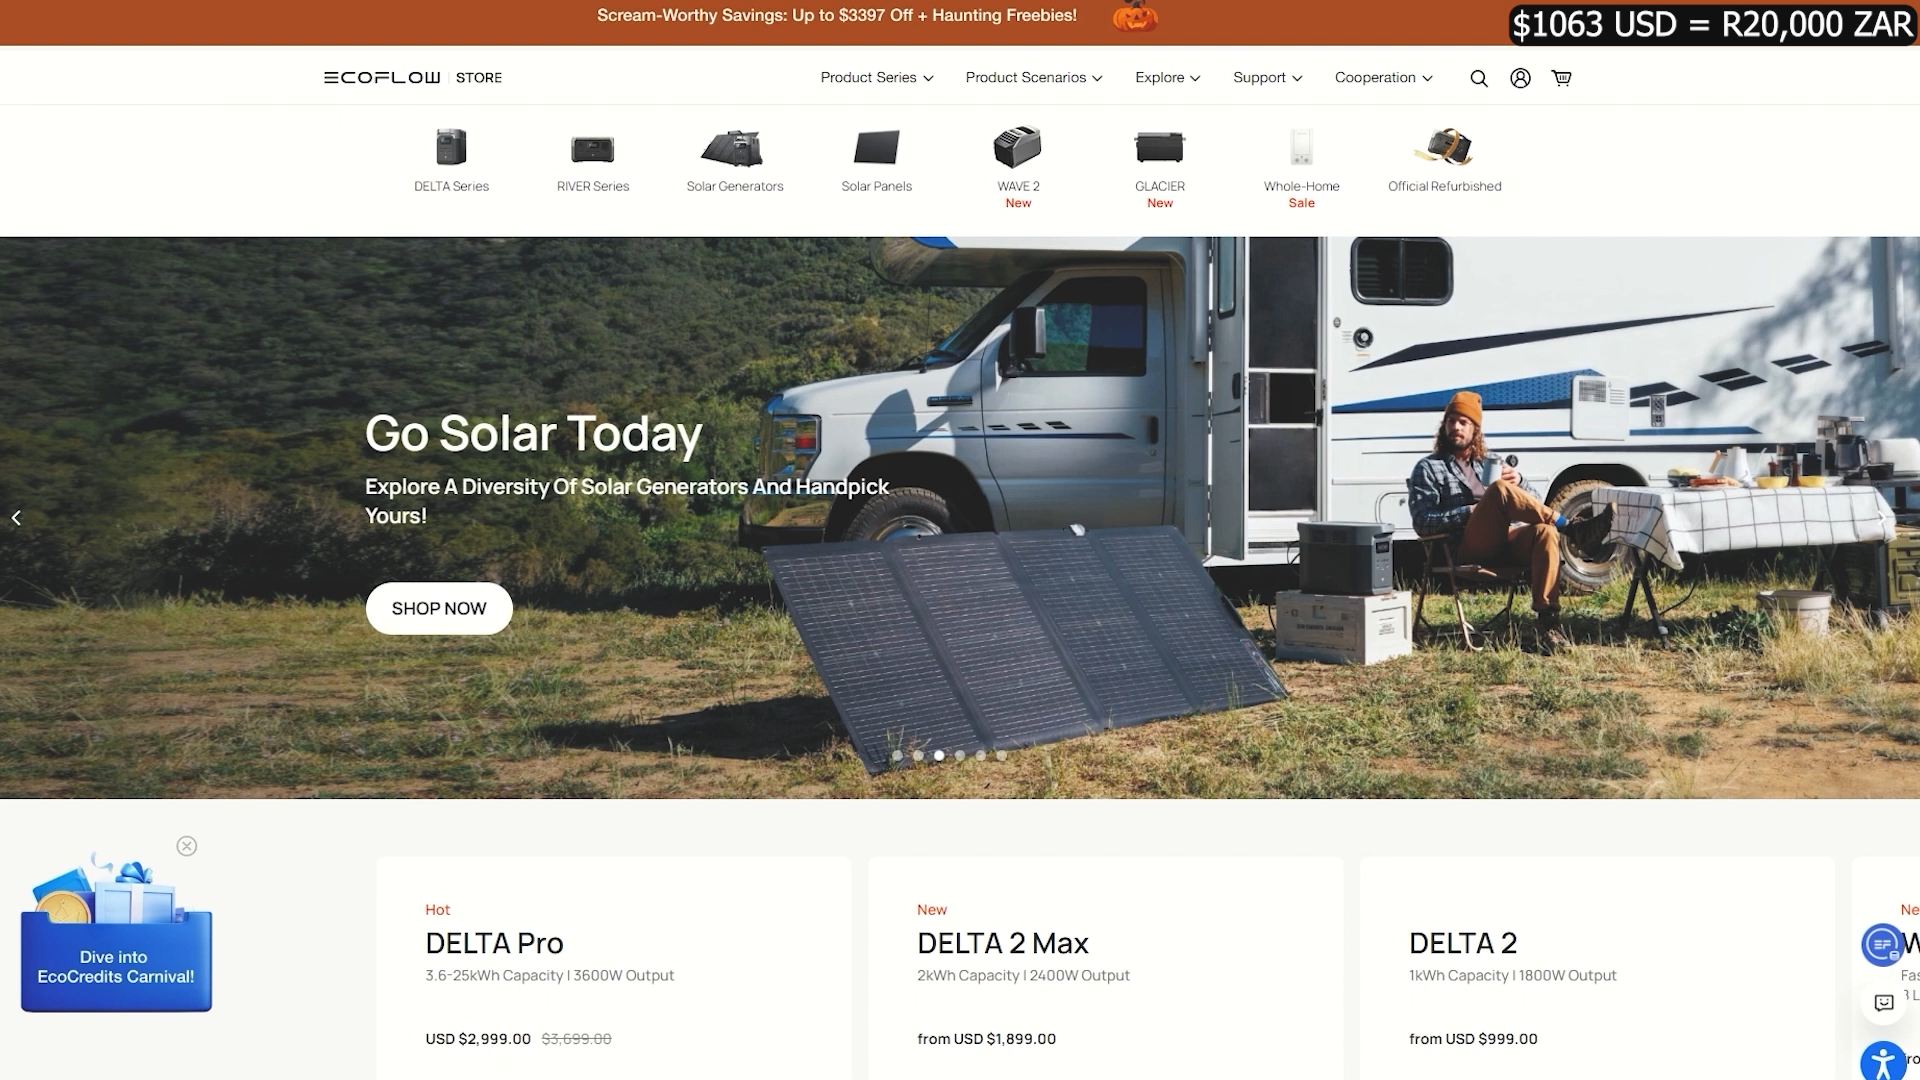 Scream-Worthy Savings: Up to $3397 Off + Haunting Freebies!
$1063 USD = R20,000 ZAR
ECOFLOW STORE
Product Series
Product Scenarios
Explore
Support
Cooperation
DELTA Series
RIVER Series
Solar Generators
Solar Panels
WAVE 2
New
GLACIER
New
Whole-Home
Sale
Official Refurbished
Go Solar Today
Explore A Diversity Of Solar Generators And Handpick
Yours!
SHOP NOW
Dive into
EcoCredits Carnival!
Hot
DELTA Pro
3.6-25kWh Capacity | 3600W Output
USD $2,999.00 $3,699.00
New
DELTA 2 Max
2kWh Capacity | 2400W Output
from USD $1,899.00
DELTA 2
1kWh Capacity | 1800W Output
from USD $999.00